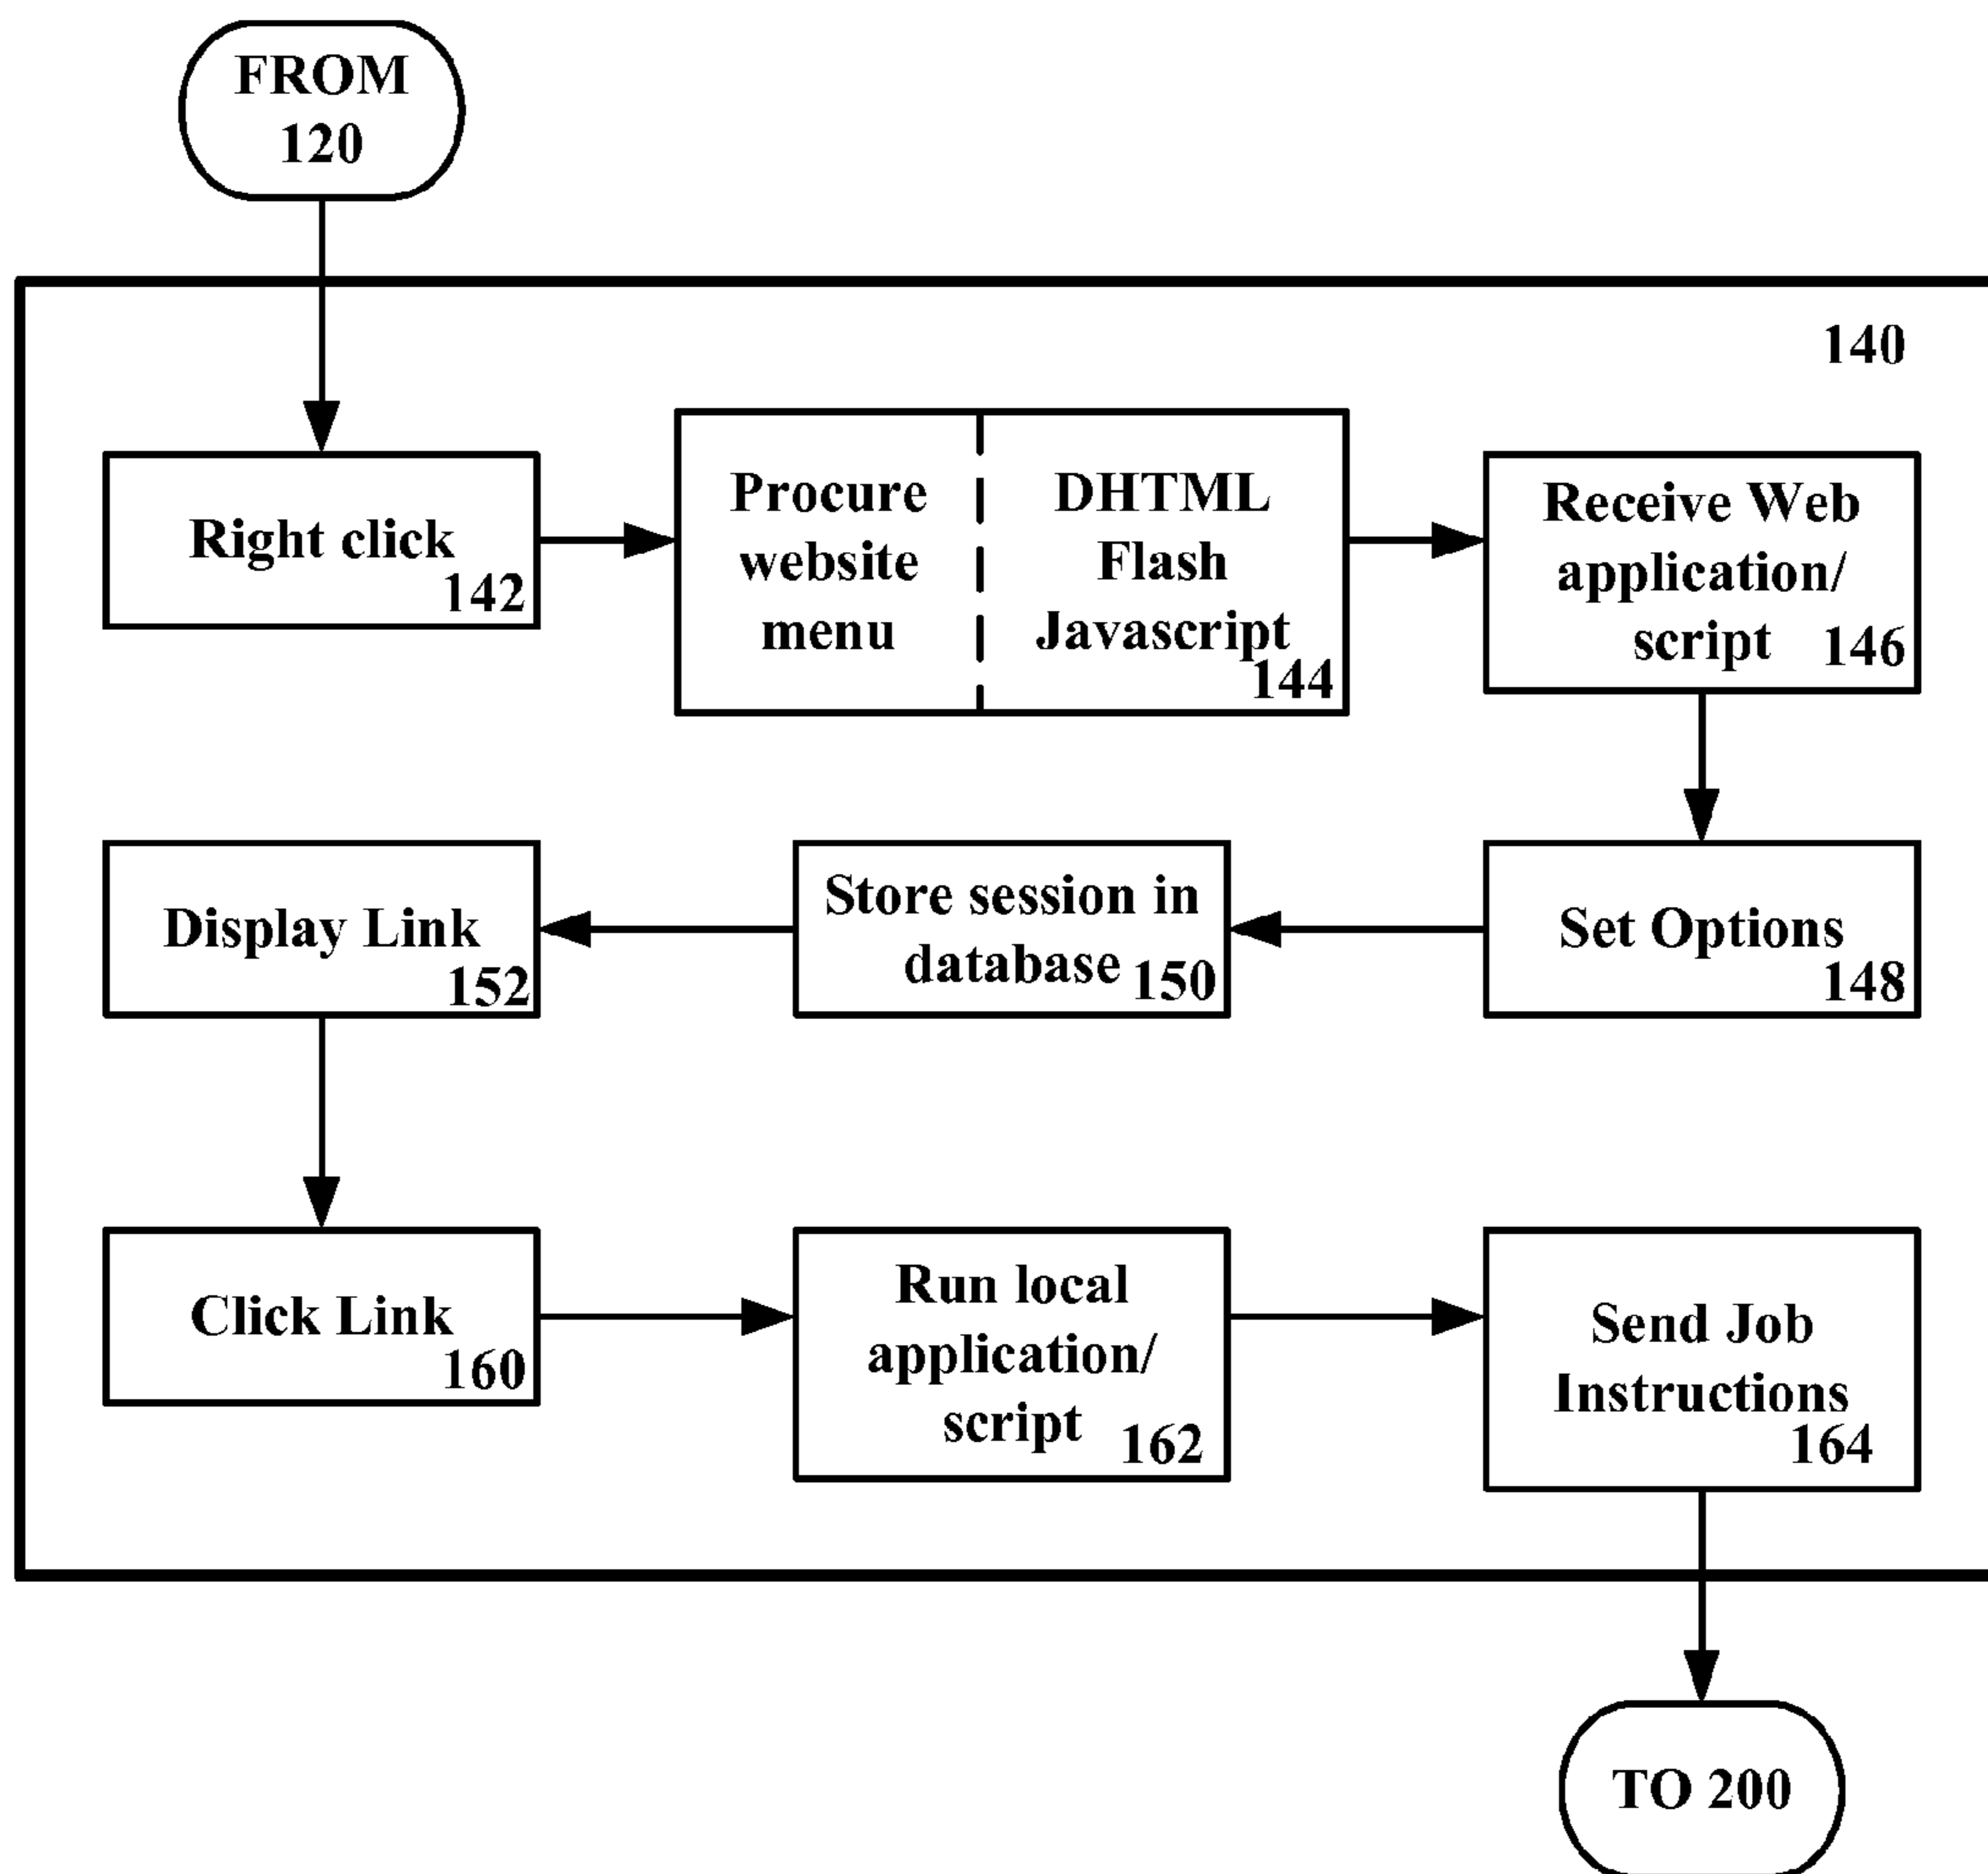 FROM
120
140
Right click
142
Procure
website
menu
DHTML
Flash
Javascript
144
Receive Web
application/
script 146
Set Options
148
Store session in
database 150
Display Link
152
Click Link
160
Run local
application/
script 162
Send Job
Instructions
164
TO 200